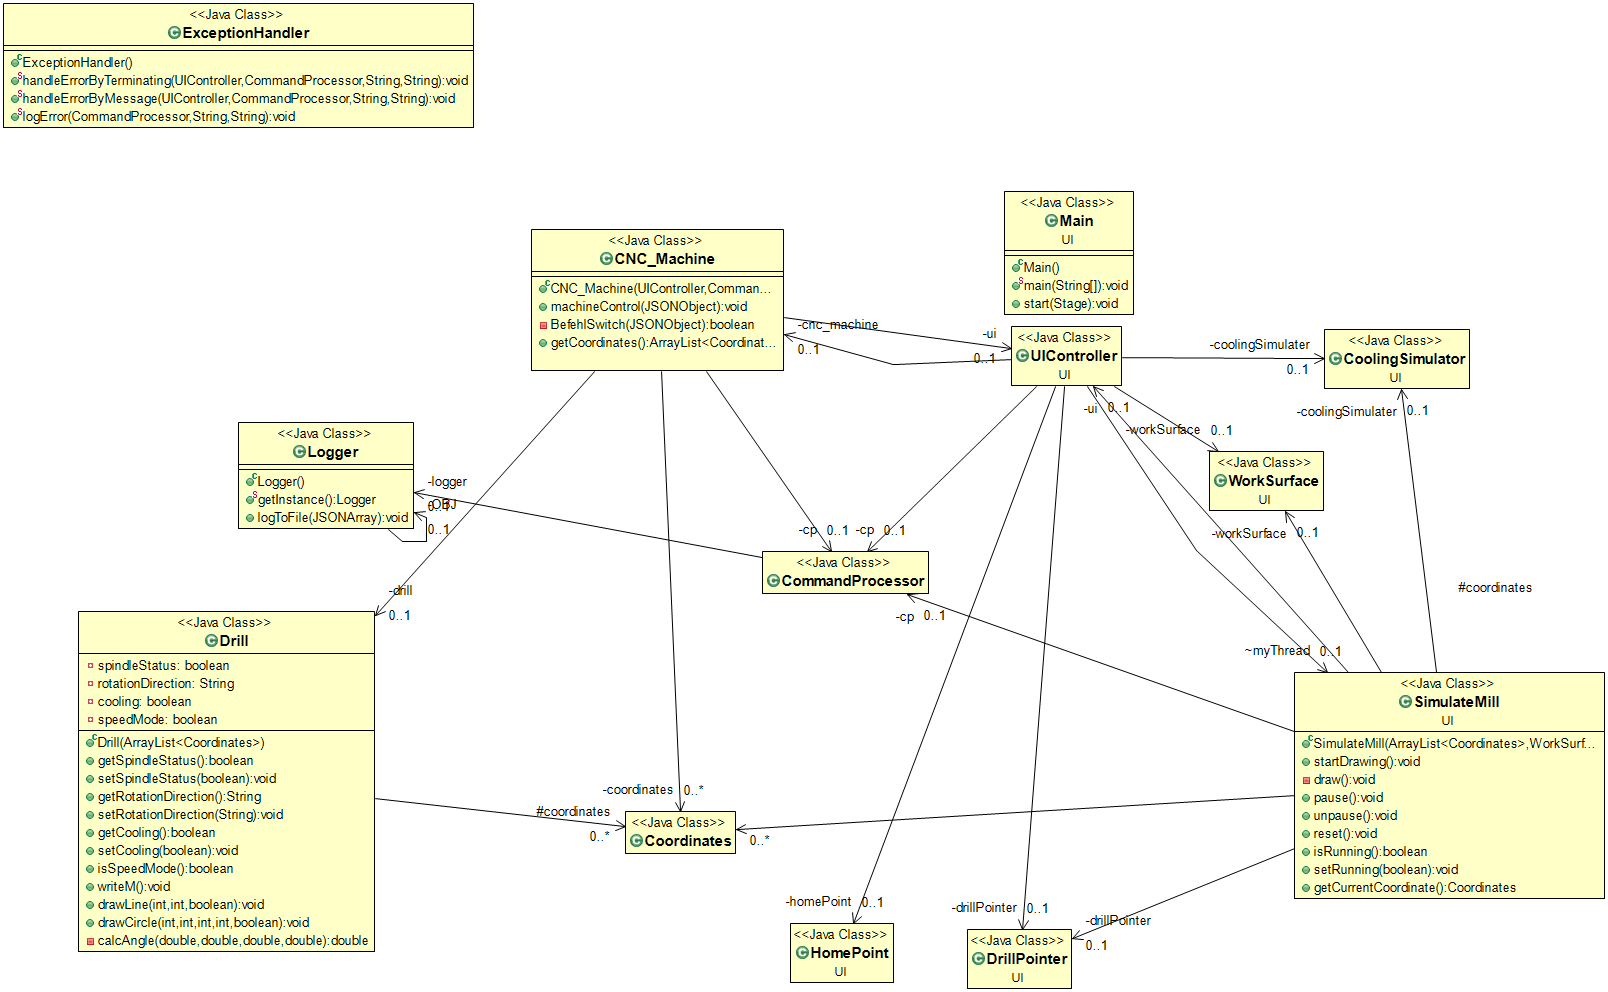 <<Java Class>>
ExceptionHandler
ExceptionHandler()
handleErrorByTerminating(UIController,CommandProcessor,String,String):void
handleErrorByMessage(UIController,CommandProcessor,String,String):void
logError(CommandProcessor,String,String):void
<<Java Class>>
Main
UI
Main()
main(String[]):void
start(Stage):void
<<Java Class>>
CNC_Machine
CNC_Machine(UIController,Comman...
machineControl(JSONObject):void
BefehlSwitch(JSONObject):boolean
getCoordinates():ArrayList<Coordinat...
-cnc_machine
0..1
-ui
0..1
<<Java Class>>
UIController
UI
-coolingSimulater
0..1
<<Java Class>>
CoolingSimulator
UI
-coolingSimulater
0..1
-ui
0..1
-workSurface
0..1
<<Java Class>>
WorkSurface
UI
-workSurface
0..1
<<Java Class>>
Logger
Logger()
getInstance():Logger
logToFile(JSONArray):void
-logger
0..1
-OBJ
0..1
-cp
0..1
-cp
0..1
<<Java Class>>
CommandProcessor
-cp
0..1
#coordinates
-drill
0..1
<<Java Class>>
Drill
spindleStatus: boolean
rotationDirection: String
cooling: boolean
speedMode: boolean
Drill(ArrayList<Coordinates>)
getSpindleStatus():boolean
setSpindleStatus(boolean):void
getRotationDirection():String
setRotationDirection(String):void
getCooling():boolean
setCooling(boolean):void
isSpeedMode():boolean
writeM():void
drawLine(int,int,boolean):void
drawCircle(int,int,int,int,boolean):void
calcAngle(double,double,double,double):double
~myThread
0..1
<<Java Class>>
SimulateMill
UI
SimulateMill(ArrayList<Coordinates>,WorkSurf...
startDrawing():void
draw():void
pause():void
unpause():void
reset():void
isRunning():boolean
setRunning(boolean):void
getCurrentCoordinate():Coordinates
-coordinates
0..*
#coordinates
0..*
<<Java Class>>
Coordinates
0..*
-homePoint
0..1
<<Java Class>>
HomePoint
UI
-drillPointer
0..1
-drillPointer
0..1
<<Java Class>>
DrillPointer
UI